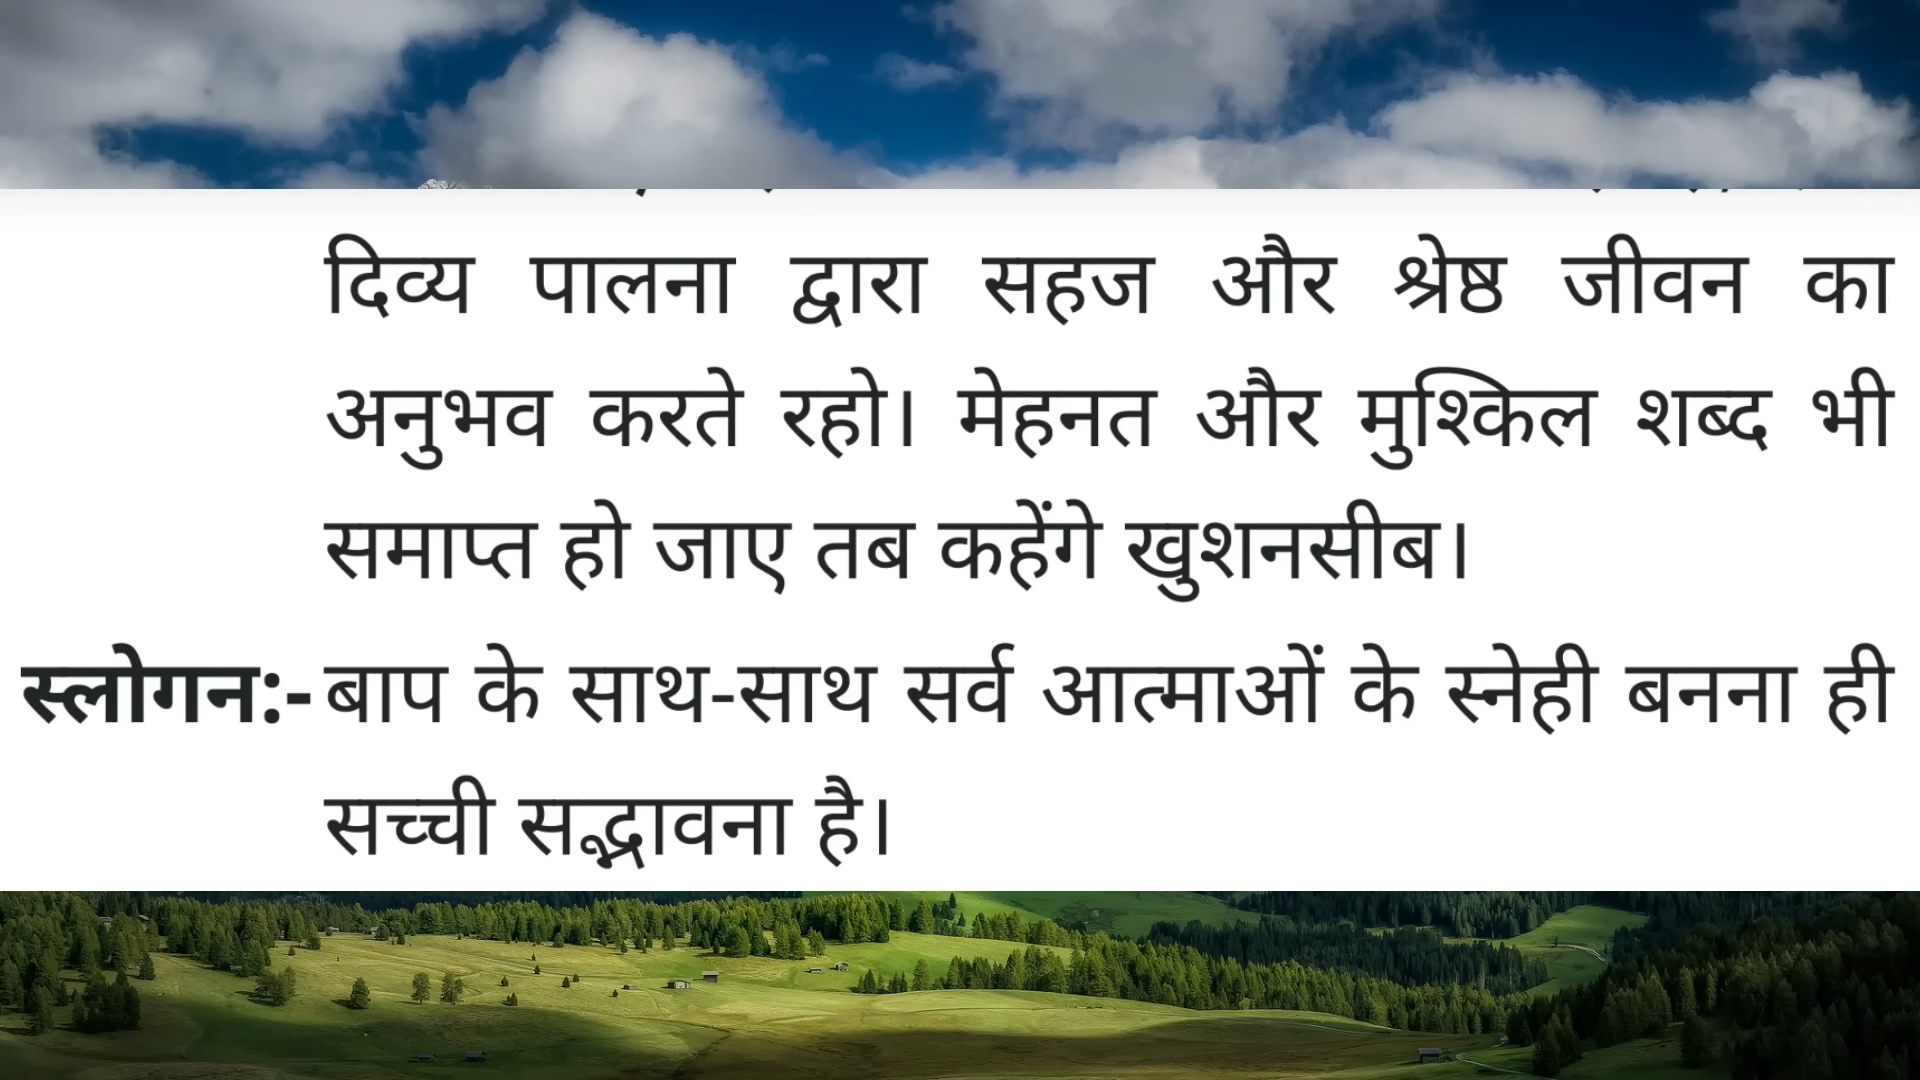 दिव्य पालना द्वारा सहज और श्रेष्ठ जीवन का
अनुभव करते रहो। मेहनत और मुश्किल शब्द भी
समाप्त हो जाए तब कहेंगे खुशनसीब।
स्लोगन:- बाप के साथ-साथ सर्व आत्माओं के स्नेही बनना ही
सच्ची सद्भावना है।